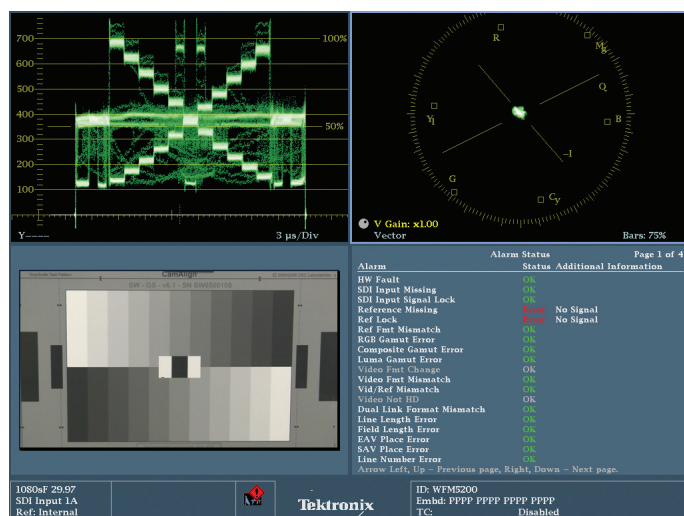 700
600
500
400
300
200
100
100%
50%
Y----
3 µs/Div
R
Mg
Q
B
Yl
-I
G
Cy
V Gain: x1.00
Vector
Bars: 75%
CamAlign
SW - GS - v6.1 - SN SW0520108
Alarm Status Page 1 of 4
Alarm Status Additional Information
HW Fault OK
SDI Input Missing OK
SDI Input Signal Lock OK
Reference Missing Error No Signal
Ref Lock Error No Signal
Ref Fmt Mismatch OK
RGB Gamut Error OK
Composite Gamut Error OK
Luma Gamut Error OK
Video Fmt Change OK
Video Fmt Mismatch OK
Vid/Ref Mismatch OK
Video Not HD OK
Dual Link Format Mismatch OK
Line Length Error OK
Field Length Error OK
EAV Place Error OK
SAV Place Error OK
Line Number Error OK
Arrow Left, Up – Previous page, Right, Down – Next page.
1080sF 29.97
SDI Input 1A
Ref: Internal
Tektronix
ID: WFM5200
Embd: PPPP PPPP PPPP PPPP
TC: Disabled